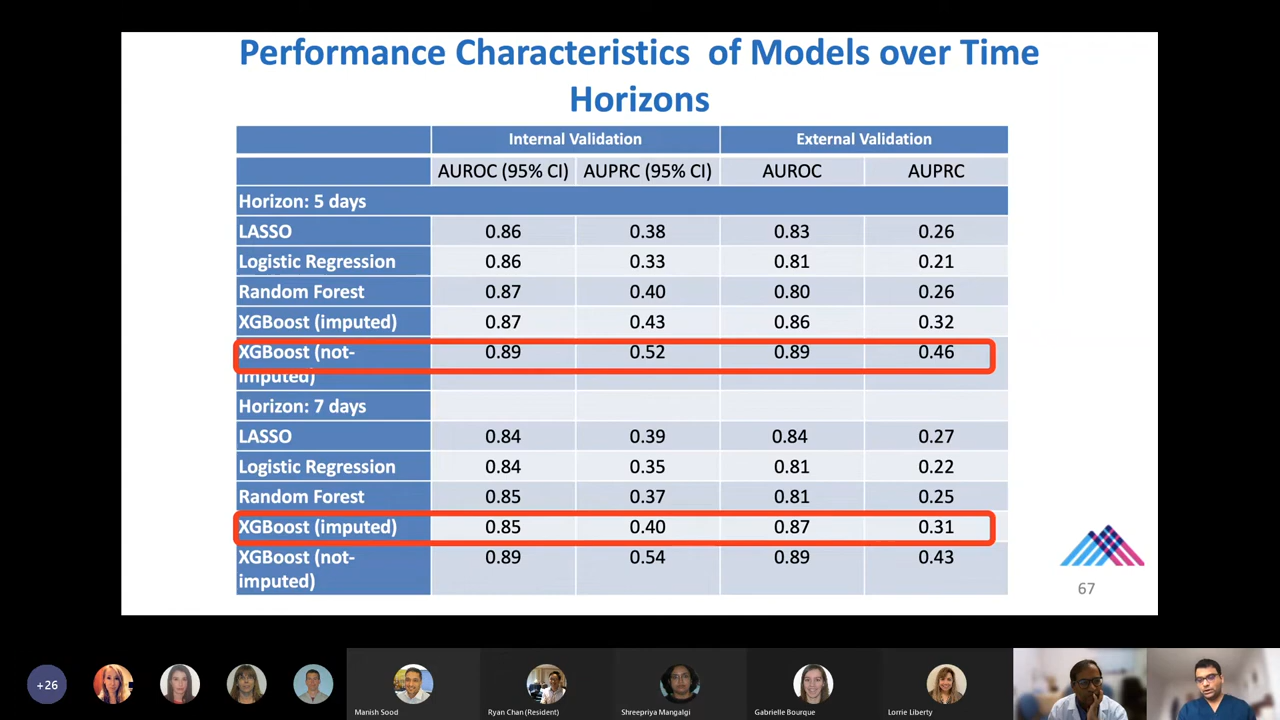 Performance Characteristics of Models over Time
Horizons
Internal Validation External Validation
AUROC (95% CI) AUPRC (95% CI) AUROC AUPRC
Horizon: 5 days
LASSO 0.86 0.38 0.83 0.26
Logistic Regression 0.86 0.33 0.81 0.21
Random Forest 0.87 0.40 0.80 0.26
XGBoost (imputed) 0.87 0.43 0.86 0.32
XGBoost (not- 0.89 0.52 0.89 0.46
imputed)
Horizon: 7 days
LASSO 0.84 0.39 0.84 0.27
Logistic Regression 0.84 0.35 0.81 0.22
Random Forest 0.85 0.37 0.81 0.25
XGBoost (imputed) 0.85 0.40 0.87 0.31
XGBoost (not- 0.89 0.54 0.89 0.43
imputed)
67
+26
Manish Sood Ryan Chan (Resident) Shreepriya Mangalgi Gabrielle Bourque Lorrie Liberty